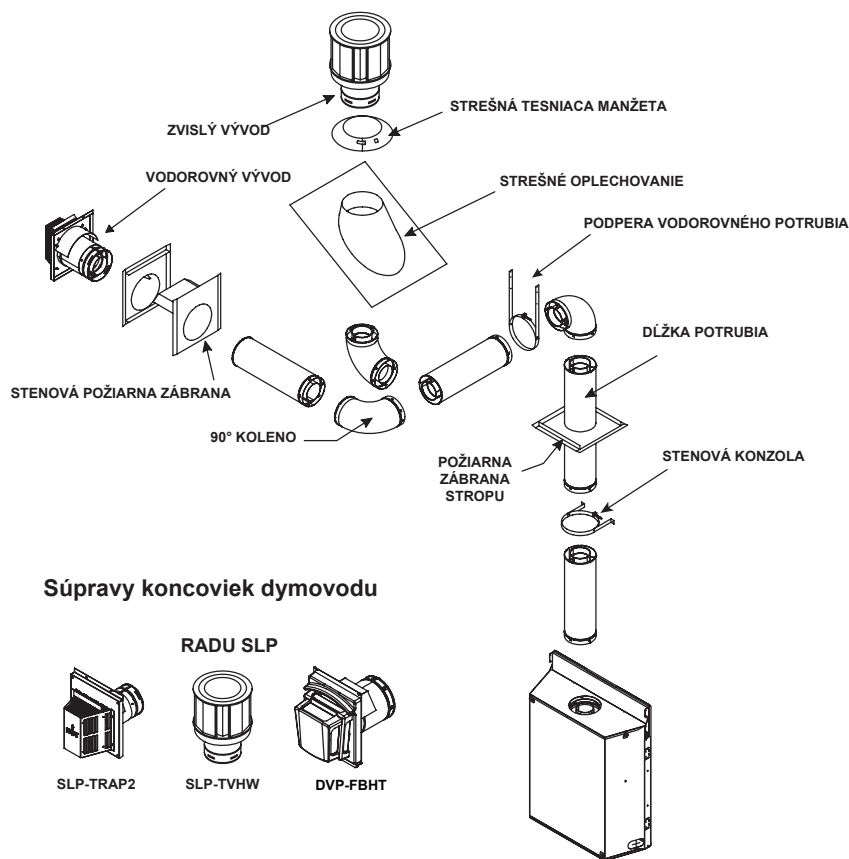 ZVISLÝ VÝVOD
STREŠNÁ TESNIACA MANŽETA
VODOROVNÝ VÝVOD
STREŠNÉ OPLECHOVANIE
PODPERA VODOROVNÉHO POTRUBIA
DĹŽKA POTRUBIA
STENOVÁ POŽIARNA ZÁBRANA
90° KOLENO
POŽIARNA
ZÁBRANA
STROPU
STENOVÁ KONZOLA
Súpravy koncoviek dymovodu
RADU SLP
SLP-TRAP2
SLP-TVHW
DVP-FBHT